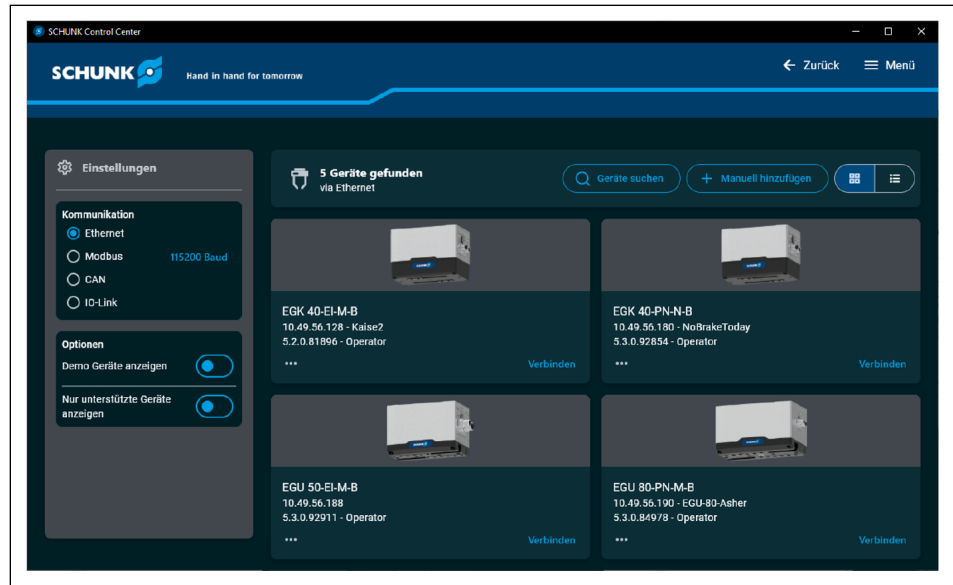 SCHUNK Control Center
SCHUNK
Hand in hand for tomorrow
Zurück
Menü
Einstellungen
Kommunikation
Ethernet
Modbus 115200 Baud
CAN
IO-Link
Optionen
Demo Geräte anzeigen
Nur unterstützte Geräte
anzeigen
5 Geräte gefunden
via Ethernet
Geräte suchen
Manuell hinzufügen
EGK 40-EI-M-B
10.49.56.128 - Kaise2
5.2.0.81896 - Operator
Verbinden
EGK 40-PN-N-B
10.49.56.180 - NoBrakeToday
5.3.0.92854 - Operator
Verbinden
EGU 50-EI-M-B
10.49.56.188
5.3.0.92911 - Operator
Verbinden
EGU 80-PN-M-B
10.49.56.190 - EGU-80-Asher
5.3.0.84978 - Operator
Verbinden